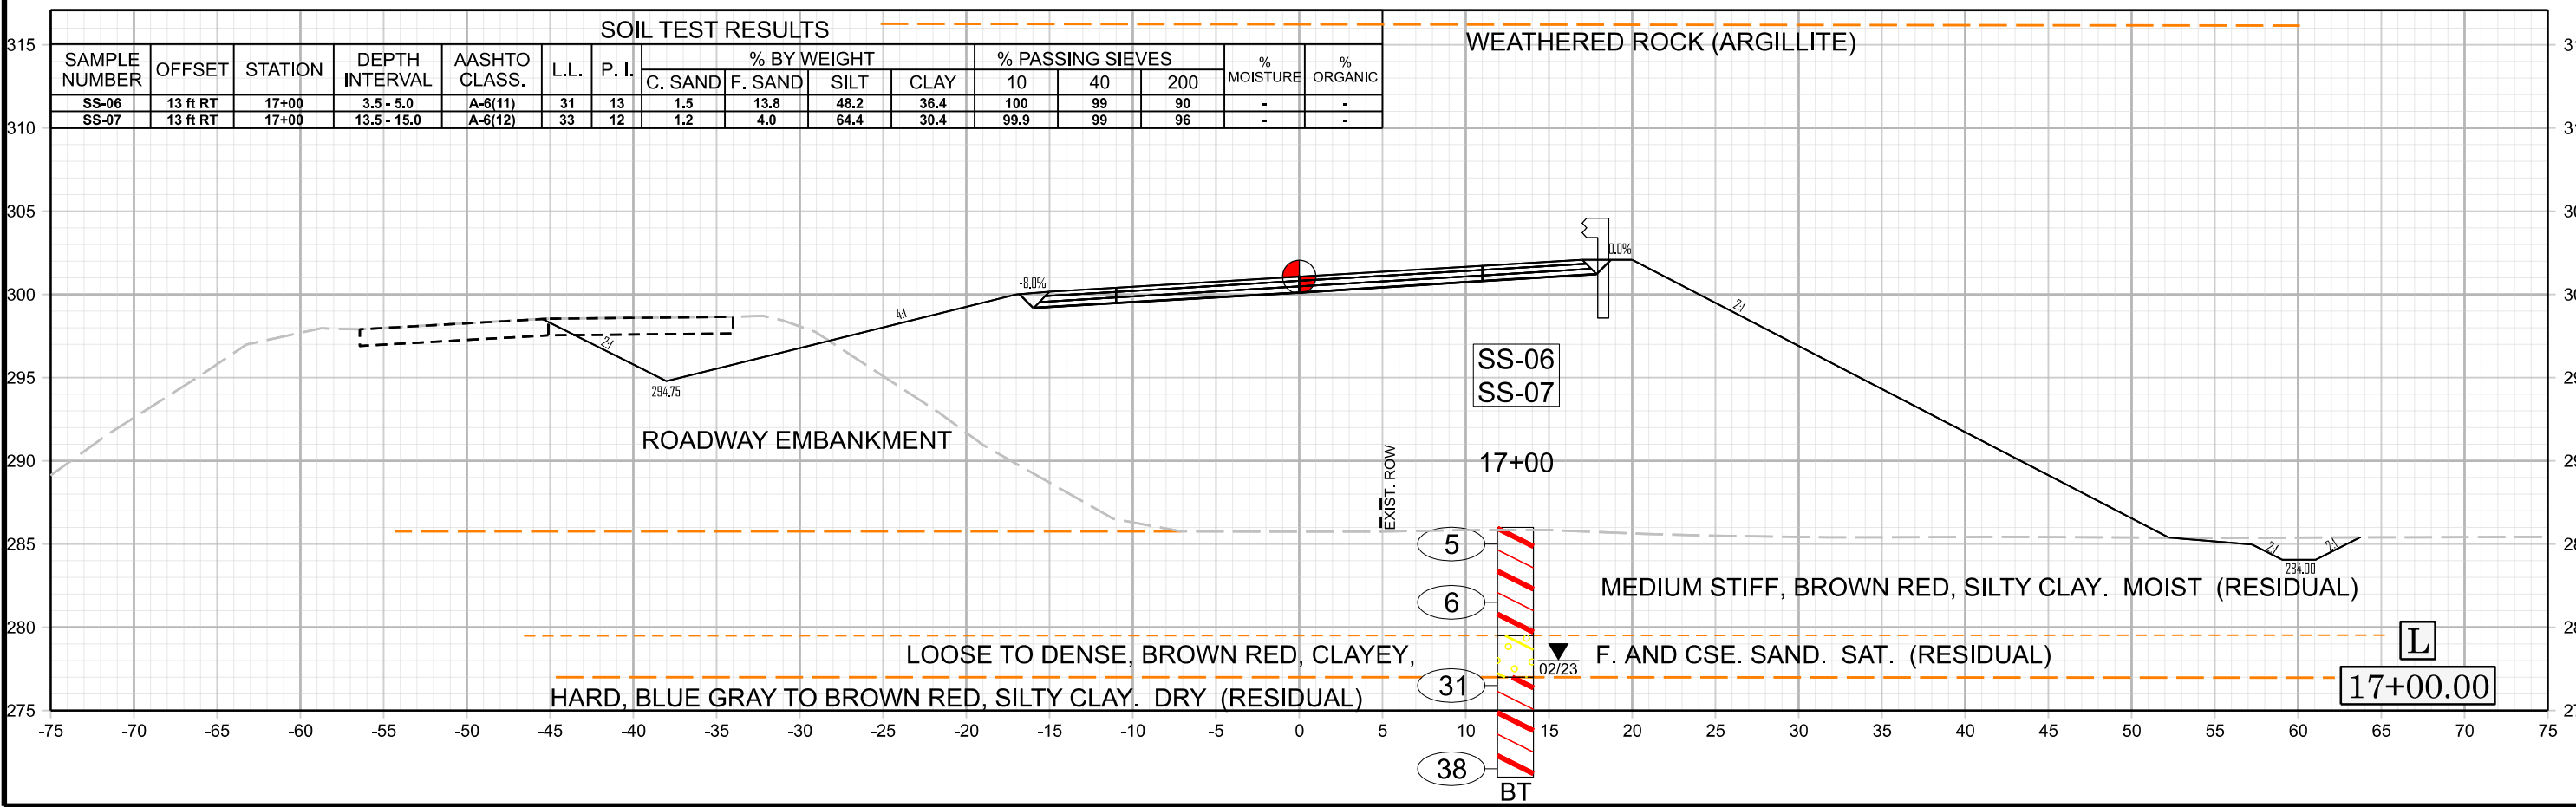 SOIL TEST RESULTS
SAMPLE NUMBER OFFSET STATION DEPTH INTERVAL AASHTO CLASS. L.L. P. I. % BY WEIGHT % PASSING SIEVES % MOISTURE % ORGANIC
C. SAND F. SAND SILT CLAY 10 40 200
SS-06 13 ft RT 17+00 3.5 - 5.0 A-6(11) 31 13 1.5 13.8 48.2 36.4 100 99 90 - -
SS-07 13 ft RT 17+00 13.5 - 15.0 A-6(12) 33 12 1.2 4.0 64.4 30.4 99.9 99 96 - -
WEATHERED ROCK (ARGILLITE)
315
310
305
300
295
290
285
280
275
-8.0%
0.0%
4:1
2:1
2:1
294.75
SS-06
SS-07
ROADWAY EMBANKMENT
17+00
EXIST. ROW
5
2:1
2:1
284.00
MEDIUM STIFF, BROWN RED, SILTY CLAY. MOIST (RESIDUAL)
6
L
LOOSE TO DENSE, BROWN RED, CLAYEY, F. AND CSE. SAND. SAT. (RESIDUAL)
02/23
31
17+00.00
HARD, BLUE GRAY TO BROWN RED, SILTY CLAY. DRY (RESIDUAL)
-75 -70 -65 -60 -55 -50 -45 -40 -35 -30 -25 -20 -15 -10 -5 0 5 10 15 20 25 30 35 40 45 50 55 60 65 70 75
38
BT